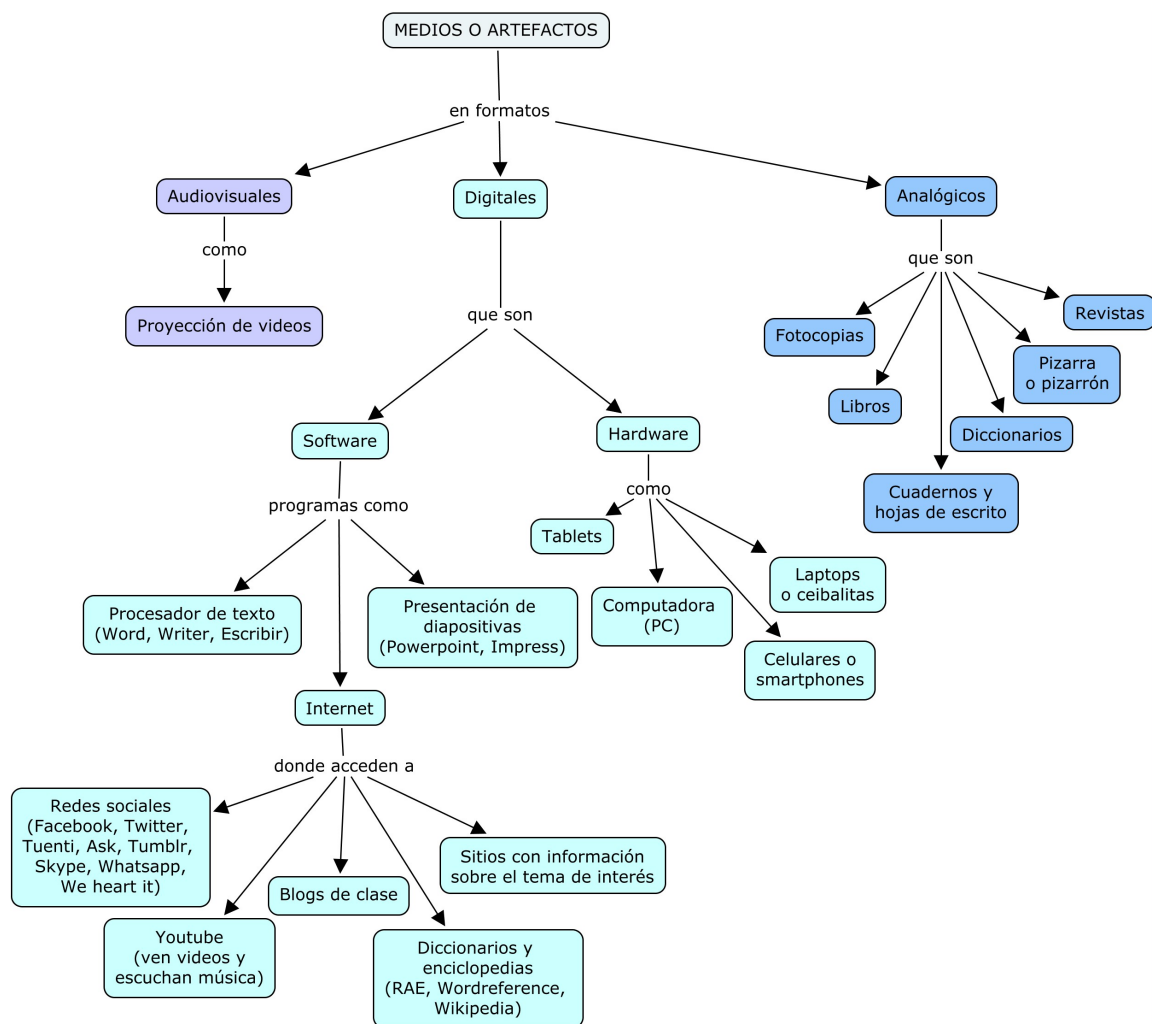 MEDIOS O ARTEFACTOS
en formatos
Audiovisuales
como
Proyección de videos
Digitales
que son
Software
programas como
Procesador de texto
(Word, Writer, Escribir)
Presentación de
diapositivas
(Powerpoint, Impress)
Internet
donde acceden a
Redes sociales
(Facebook, Twitter,
Tuenti, Ask, Tumblr,
Skype, Whatsapp,
We heart it)
Youtube
(ven videos y
escuchan música)
Blogs de clase
Diccionarios y
enciclopedias
(RAE, Wordreference,
Wikipedia)
Sitios con información
sobre el tema de interés
Hardware
como
Tablets
Computadora
(PC)
Celulares o
smartphones
Laptops
o ceibalitas
Analógicos
que son
Fotocopias
Libros
Cuadernos y
hojas de escrito
Diccionarios
Pizarra
o pizarrón
Revistas